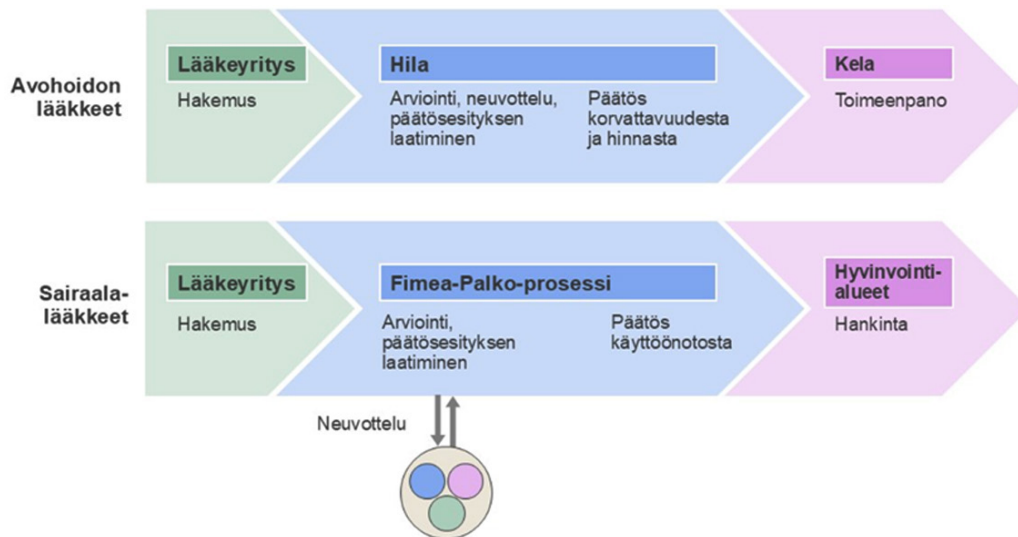 Avohoidon
lääkkeet
Lääkeyritys
Hakemus
Hila
Arviointi, neuvottelu,
päätösesityksen
laatiminen
Päätös
korvattavuudesta
ja hinnasta
Kela
Toimeenpano
Sairaala-
lääkkeet
Lääkeyritys
Hakemus
Fimea-Palko-prosessi
Arviointi,
päätösesityksen
laatiminen
Päätös
käyttöönotosta
Hyvinvointi-
alueet
Hankinta
Neuvottelu